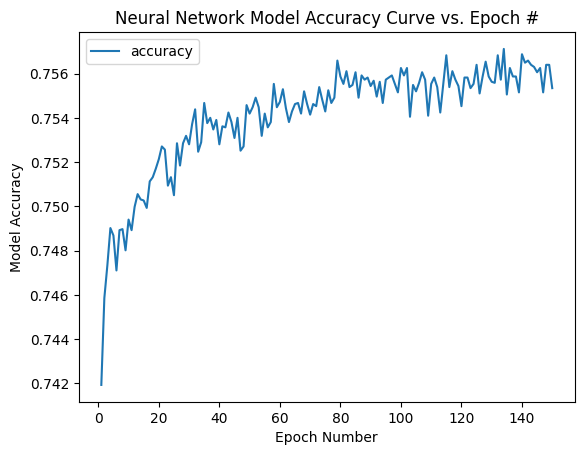 Neural Network Model Accuracy Curve vs. Epoch #
accuracy
0.756
0.754
0.752
0.750
0.748
0.746
0.744
0.742
Model Accuracy
0 20 40 60 80 100 120 140
Epoch Number